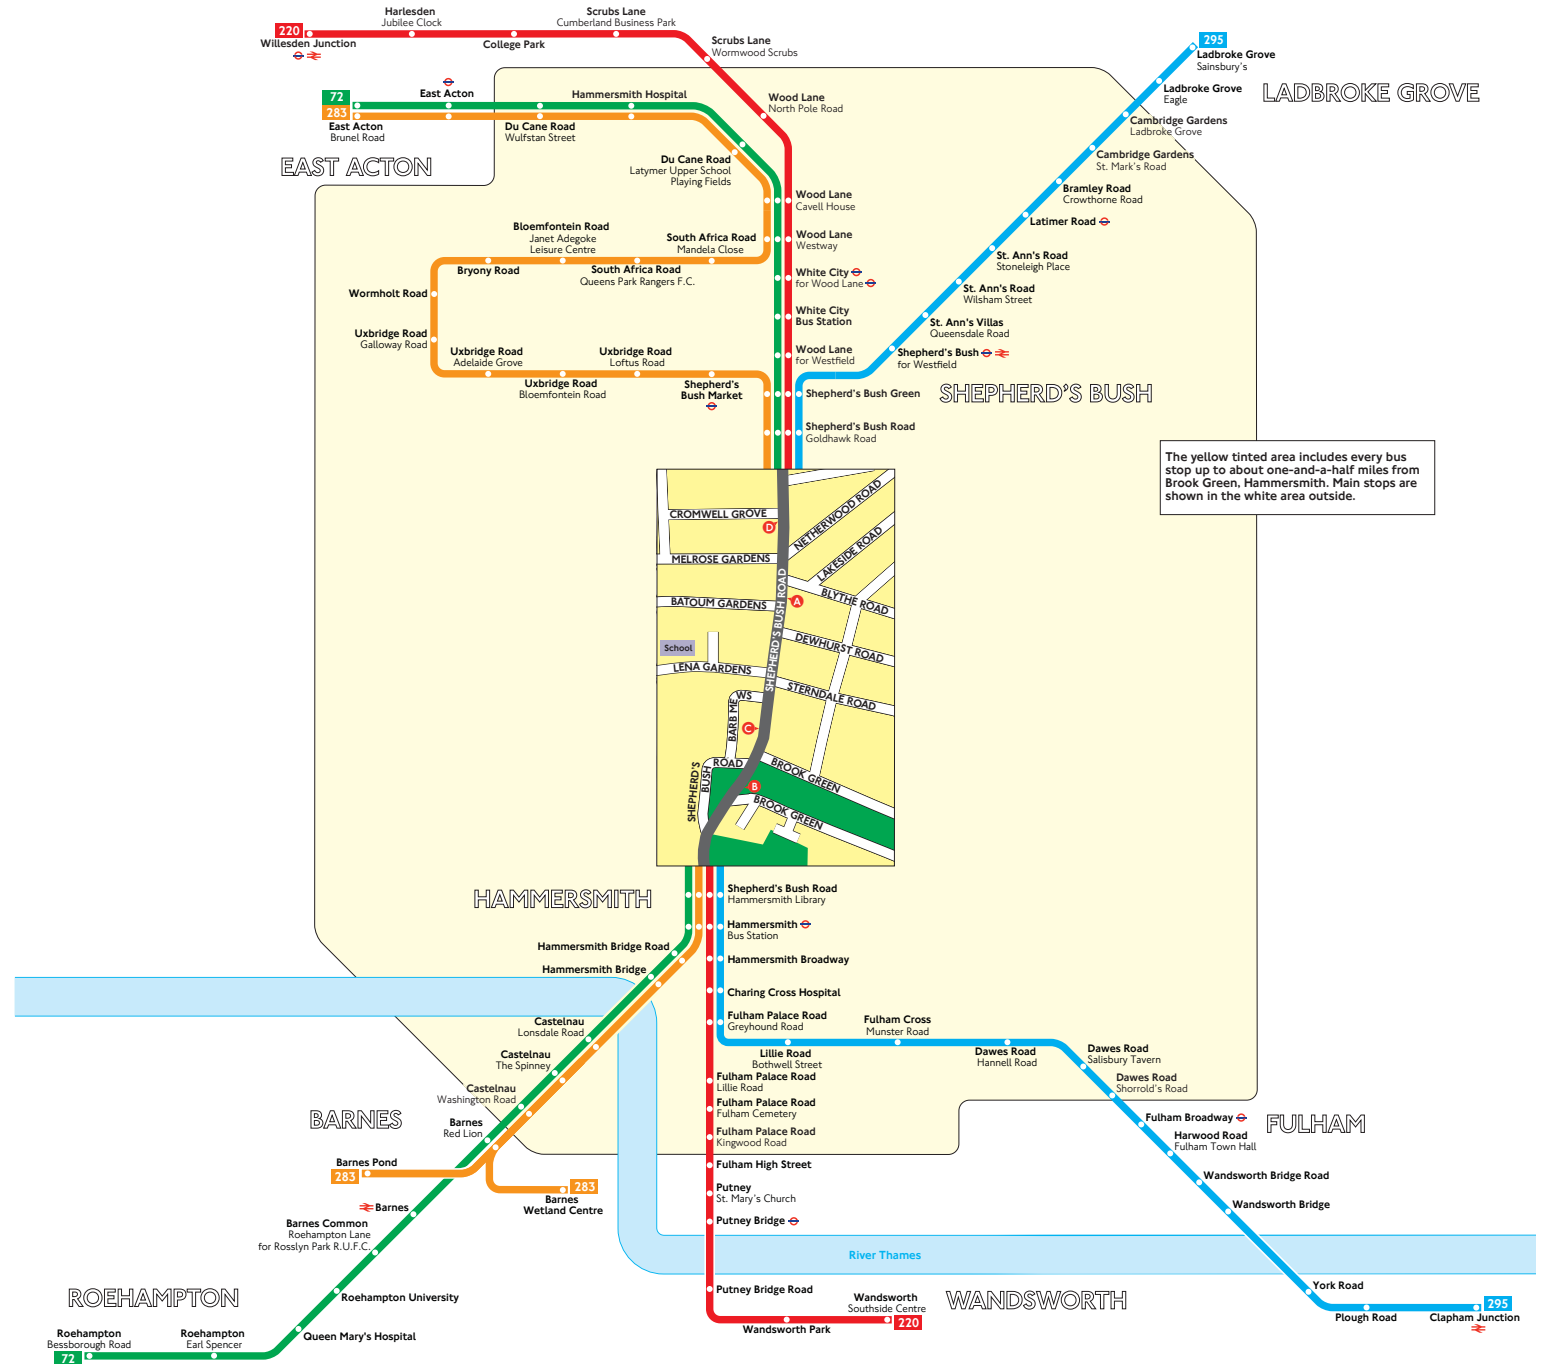 220
Willesden Junction
Harlesden
Jubilee Clock
College Park
Scrubs Lane
Cumberland Business Park
Scrubs Lane
Wormwood Scrubs
Wood Lane
North Pole Road
295
Ladbroke Grove
Sainsbury's
Ladbroke Grove
Eagle
Cambridge Gardens
Ladbroke Grove
Cambridge Gardens
St. Mark's Road
Bramley Road
Crowthorne Road
Latimer Road
St. Ann's Road
Stoneleigh Place
St. Ann's Road
Wilsham Street
St. Ann's Villas
Queensdale Road
Shepherd's Bush
for Westfield
LADBROKE GROVE
72
283
East Acton
Brunel Road
East Acton
Du Cane Road
Wulfstan Street
Hammersmith Hospital
Du Cane Road
Latymer Upper School
Playing Fields
EAST ACTON
Wood Lane
Cavell House
Wood Lane
Westway
White City
for Wood Lane
White City
Bus Station
Wood Lane
for Westfield
Shepherd's Bush Green
Shepherd's Bush Road
Goldhawk Road
South Africa Road
Mandela Close
South Africa Road
Queens Park Rangers F.C.
Bloemfontein Road
Janet Adegoke
Leisure Centre
Bryony Road
Wormholt Road
Uxbridge Road
Galloway Road
Uxbridge Road
Adelaide Grove
Uxbridge Road
Bloemfontein Road
Uxbridge Road
Loftus Road
Shepherd's
Bush Market
SHEPHERD'S BUSH
The yellow tinted area includes every bus
stop up to about one-and-a-half miles from
Brook Green, Hammersmith. Main stops are
shown in the white area outside.
CROMWELL GROVE
D
NETHERWOOD ROAD
MELROSE GARDENS
LAKESIDE ROAD
BATOUM GARDENS
A
BLYTHE ROAD
SHEPHERD'S BUSH ROAD
School
DEWHURST ROAD
LENA GARDENS
STERNDALE ROAD
BARB MEWS
C
SHEPHERD'S
BUSH
ROAD
BROOK GREEN
B
BROOK GREEN
HAMMERSMITH
Shepherd's Bush Road
Hammersmith Library
Hammersmith
Bus Station
Hammersmith Broadway
Charing Cross Hospital
Fulham Palace Road
Greyhound Road
Hammersmith Bridge Road
Hammersmith Bridge
Castelnau
Lonsdale Road
Castelnau
The Spinney
Castelnau
Washington Road
Barnes
Red Lion
BARNES
Barnes Pond
283
283
Barnes
Wetland Centre
Barnes
Barnes Common
Roehampton Lane
for Rosslyn Park R.U.F.C.
Roehampton University
Queen Mary's Hospital
ROEHAMPTON
Roehampton
Bessborough Road
72
Roehampton
Earl Spencer
Lillie Road
Bothwell Street
Fulham Cross
Munster Road
Dawes Road
Hannell Road
Dawes Road
Salisbury Tavern
Dawes Road
Shorrold's Road
Fulham Broadway
Harwood Road
Fulham Town Hall
Wandsworth Bridge Road
Wandsworth Bridge
FULHAM
York Road
Plough Road
Clapham Junction
295
Fulham Palace Road
Lillie Road
Fulham Palace Road
Fulham Cemetery
Fulham Palace Road
Kingwood Road
Fulham High Street
Putney
St. Mary's Church
Putney Bridge
River Thames
Putney Bridge Road
Wandsworth Park
Wandsworth
Southside Centre
220
WANDSWORTH